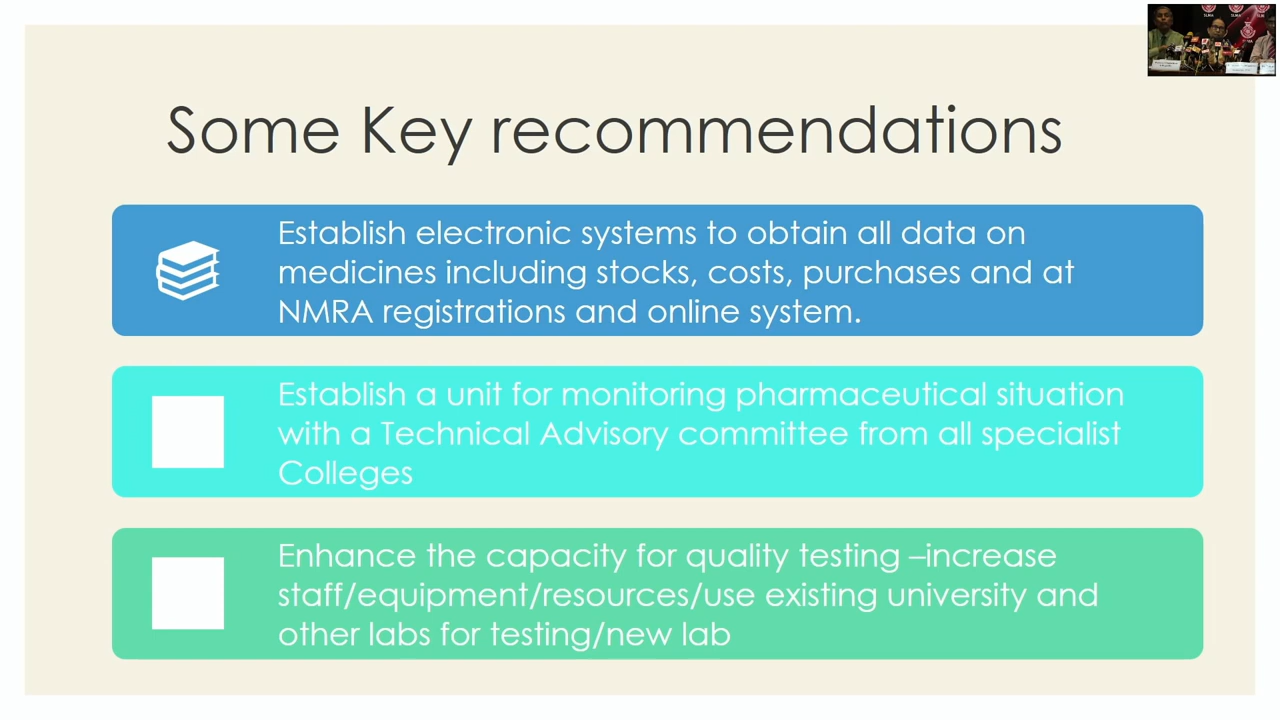 Some Key recommendations
Establish electronic systems to obtain all data on
medicines including stocks, costs, purchases and at
NMRA registrations and online system.
Establish a unit for monitoring pharmaceutical situation
with a Technical Advisory committee from all specialist
Colleges
Enhance the capacity for quality testing –increase
staff/equipment/resources/use existing university and
other labs for testing/new lab